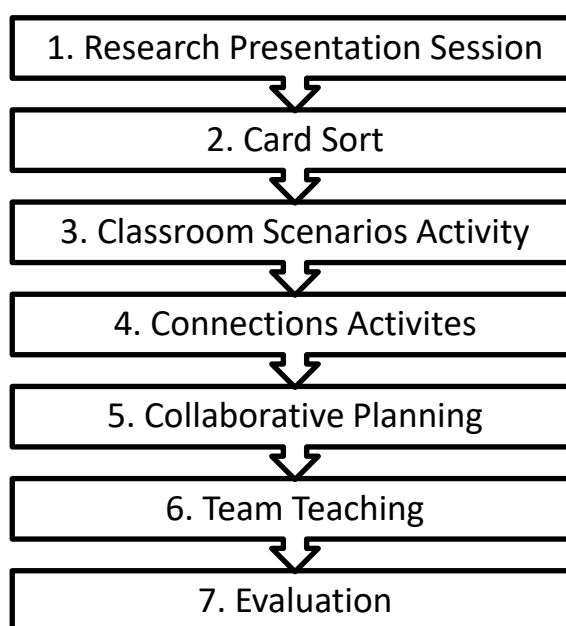 1. Research Presentation Session
2. Card Sort
3. Classroom Scenarios Activity
4. Connections Activites
5. Collaborative Planning
6. Team Teaching
7. Evaluation